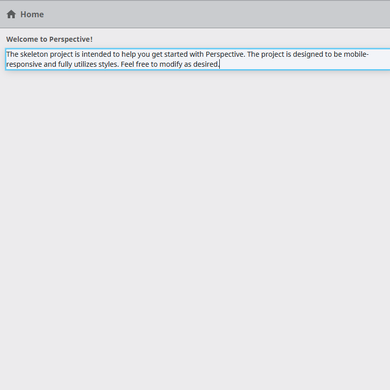 Home
Welcome to Perspective!
The skeleton project is intended to help you get started with Perspective. The project is designed to be mobile-
responsive and fully utilizes styles. Feel free to modify as desired.